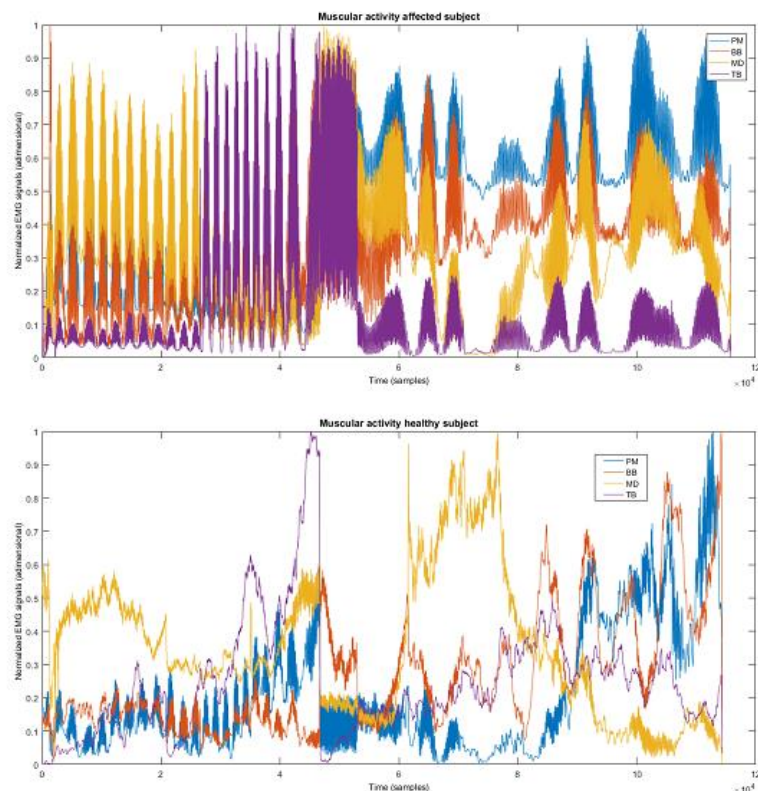 Muscular activity affected subject
1
0.9
0.8
0.7
0.6
0.5
0.4
0.3
0.2
0.1
0
Normalized EMG signals (adimensional)
PM
BB
MD
TB
0 2 4 6 8 10 12
Time (samples)
×10⁴
Muscular activity healthy subject
1
0.9
0.8
0.7
0.6
0.5
0.4
0.3
0.2
0.1
0
Normalized EMG signals (adimensional)
PM
BB
MD
TB
0 2 4 6 8 10 12
Time (samples)
×10⁴